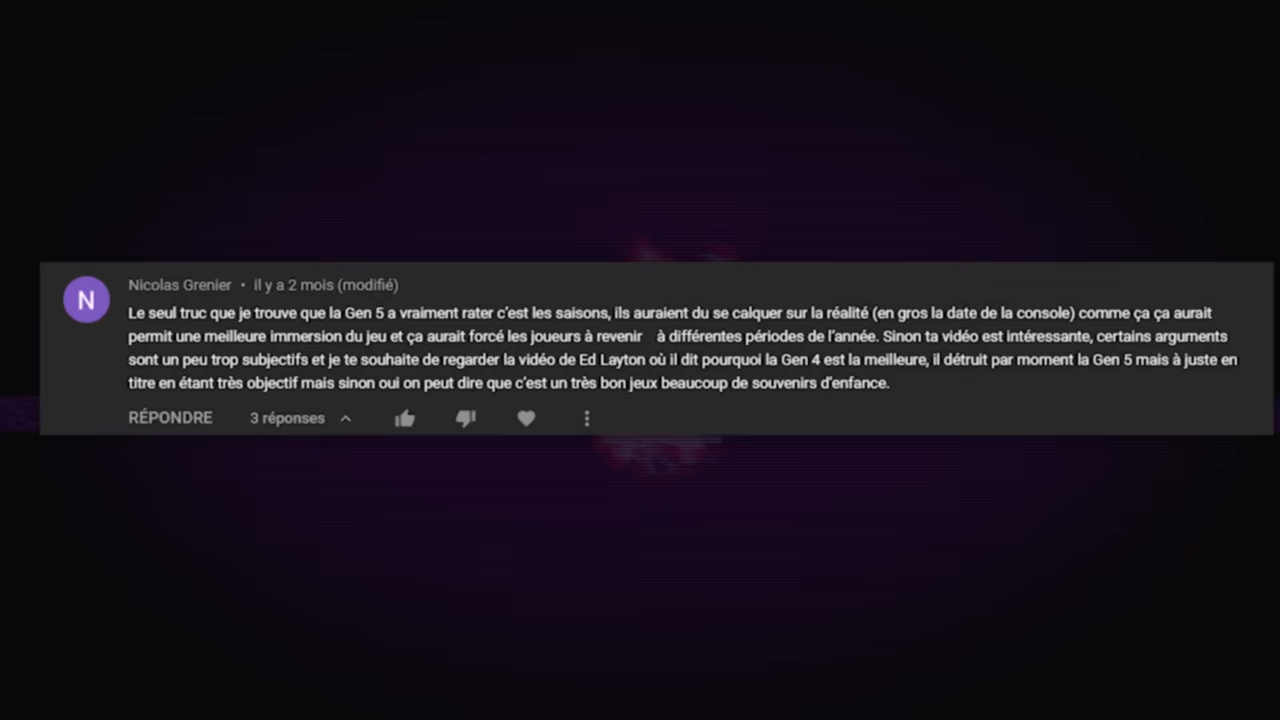 N
Nicolas Grenier • il y a 2 mois (modifié)
Le seul truc que je trouve que la Gen 5 a vraiment rater c'est les saisons, ils auraient du se calquer sur la réalité (en gros la date de la console) comme ça ça aurait
permit une meilleure immersion du jeu et ça aurait forcé les joueurs à revenir à différentes périodes de l'année. Sinon ta vidéo est intéressante, certains arguments
sont un peu trop subjectifs et je te souhaite de regarder la vidéo de Ed Layton où il dit pourquoi la Gen 4 est la meilleure, il détruit par moment la Gen 5 mais à juste en
titre en étant très objectif mais sinon oui on peut dire que c'est un très bon jeux beaucoup de souvenirs d'enfance.
RÉPONDRE 3 réponses